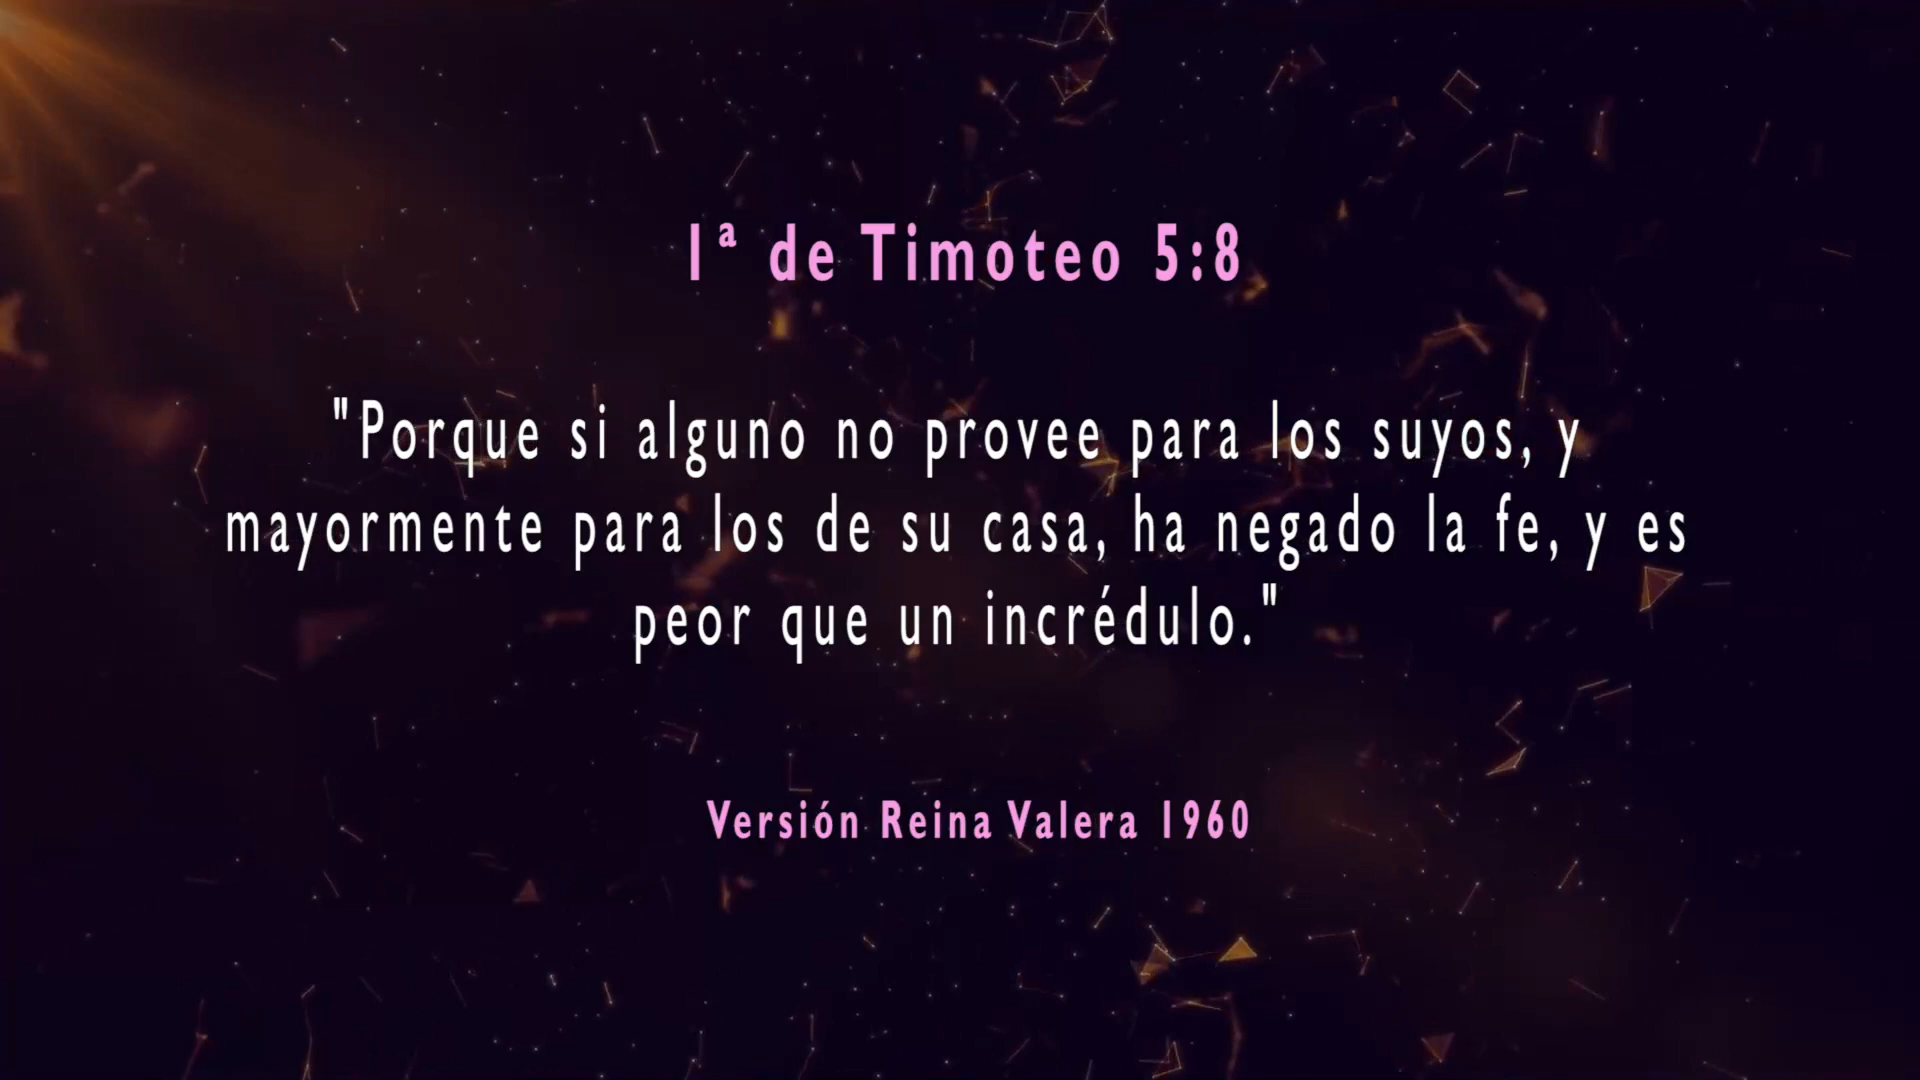 1ª de Timoteo 5:8
"Porque si alguno no provee para los suyos, y
mayormente para los de su casa, ha negado la fe, y es
peor que un incrédulo."
Versión Reina Valera 1960